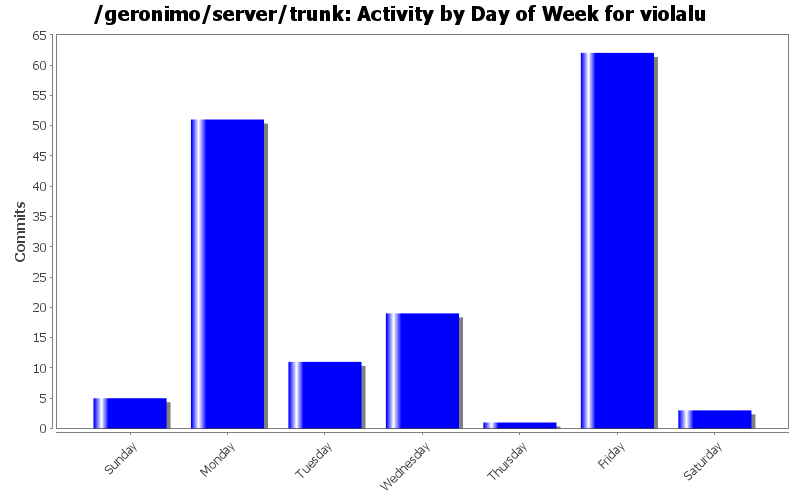 /geronimo/server/trunk: Activity by Day of Week for violalu
65
60
55
50
45
40
35
30
25
20
15
10
5
0
Commits
Sunday
Monday
Tuesday
Wednesday
Thursday
Friday
Saturday